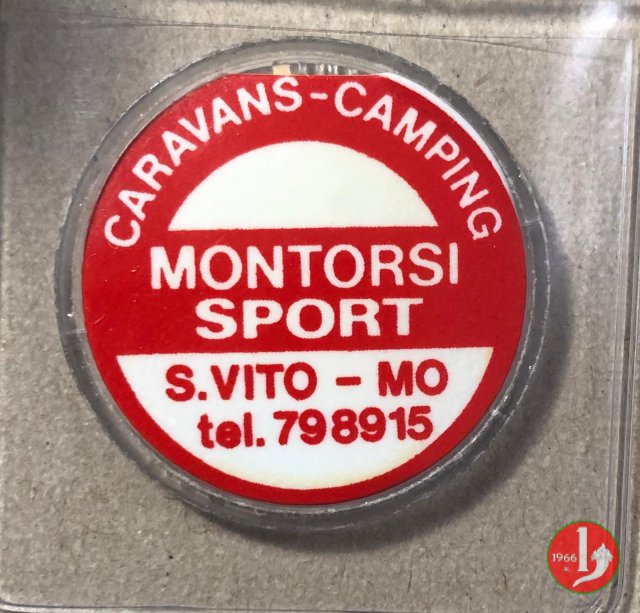 CARAVANS-CAMPING
MONTORSI
SPORT
S.VITO - MO
tel. 798915
1966